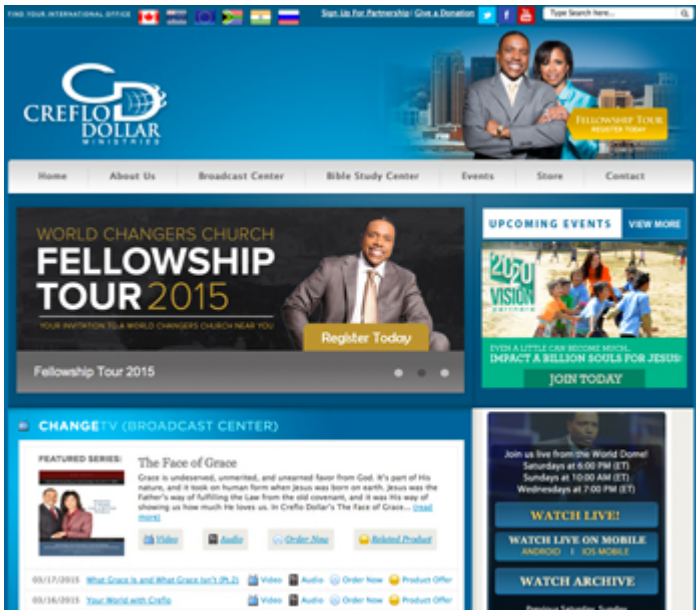 FIND YOUR INTERNATIONAL OFFICE
Sign Up For Partnership | Give a Donation
Type Search here...
CREFLO
DOLLAR
MINISTRIES
FELLOWSHIP TOUR
REGISTER TODAY
Home About Us Broadcast Center Bible Study Center Events Store Contact
WORLD CHANGERS CHURCH
FELLOWSHIP
TOUR 2015
YOUR INVITATION TO A WORLD CHANGERS CHURCH NEAR YOU
Register Today
Fellowship Tour 2015
UPCOMING EVENTS VIEW MORE
2020
VISION
partners
EVEN A LITTLE CAN BECOME MUCH...
IMPACT A BILLION SOULS FOR JESUS!
JOIN TODAY
CHANGETV (BROADCAST CENTER)
FEATURED SERIES:
The Face of Grace
Grace is undeserved, unmerited, and unearned favor from God. It's part of His
nature, and it took on human form when Jesus was born on earth. Jesus was the
Father's way of fulfilling the Law from the old covenant, and it was His way of
showing us how much He loves us. In Creflo Dollar's The Face of Grace... (read
more)
Video Audio Order Now Related Product
03/17/2015 What Grace Is and What Grace Isn't (Pt.2) Video Audio Order Now Product Offer
03/16/2015 Your World with Creflo Video Audio Order Now Product Offer
Join us live from the World Dome!
Saturdays at 6:00 PM (ET)
Sundays at 10:00 AM (ET)
Wednesdays at 7:00 PM (ET)
WATCH LIVE!
WATCH LIVE ON MOBILE
ANDROID | IOS MOBILE
WATCH ARCHIVE
Previous Saturday, Sunday